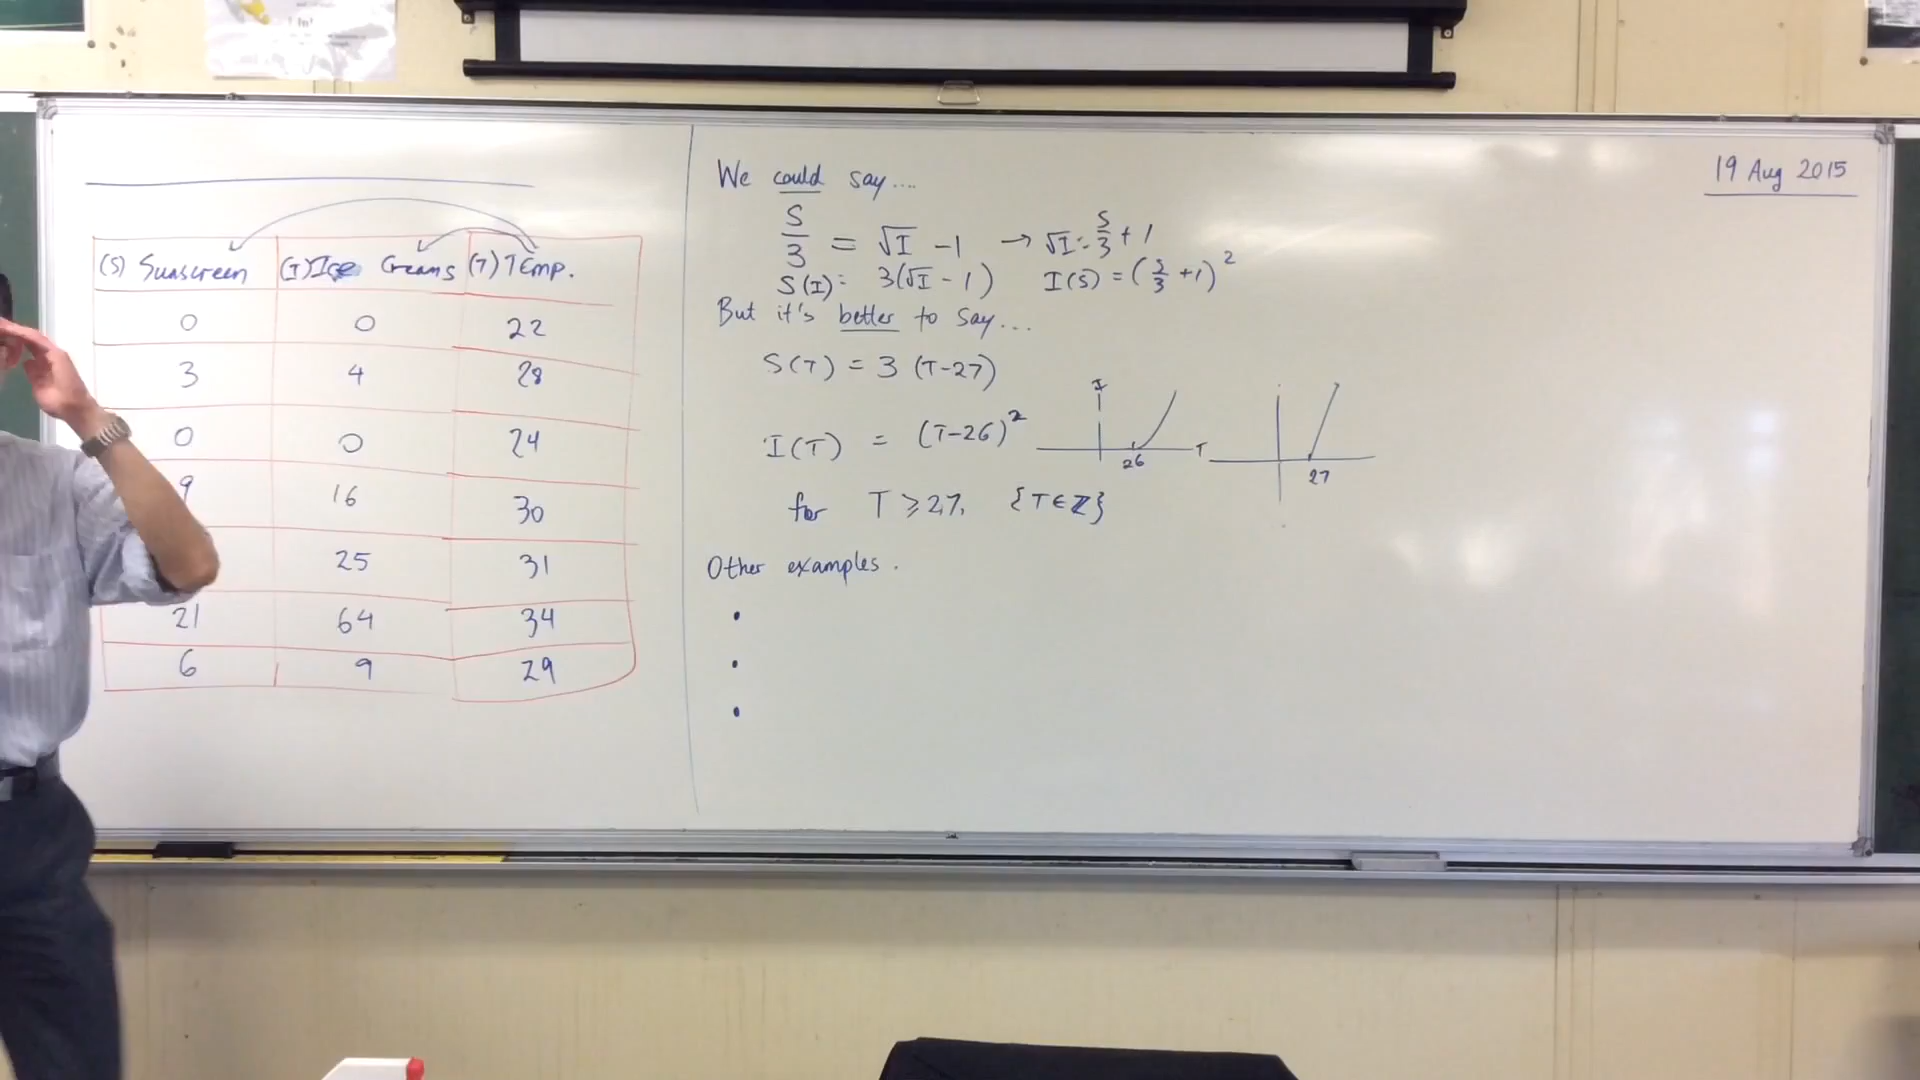 19 Aug 2015
(S) Sunscreen (I) Ice Creams (T) TEmp.
0 0 22
3 4 28
0 0 24
9 16 30
25 31
21 64 34
6 9 29
We could say....
S/3 = √I - 1 → √I = S/3 + 1
S(I) = 3(√I - 1) I(S) = (S/3 + 1)²
But it's better to say...
S(T) = 3 (T-27)
I(T) = (T-26)²
I
T
26
27
for T ⩾ 27, {T∈ℤ}
Other examples.
•
•
•